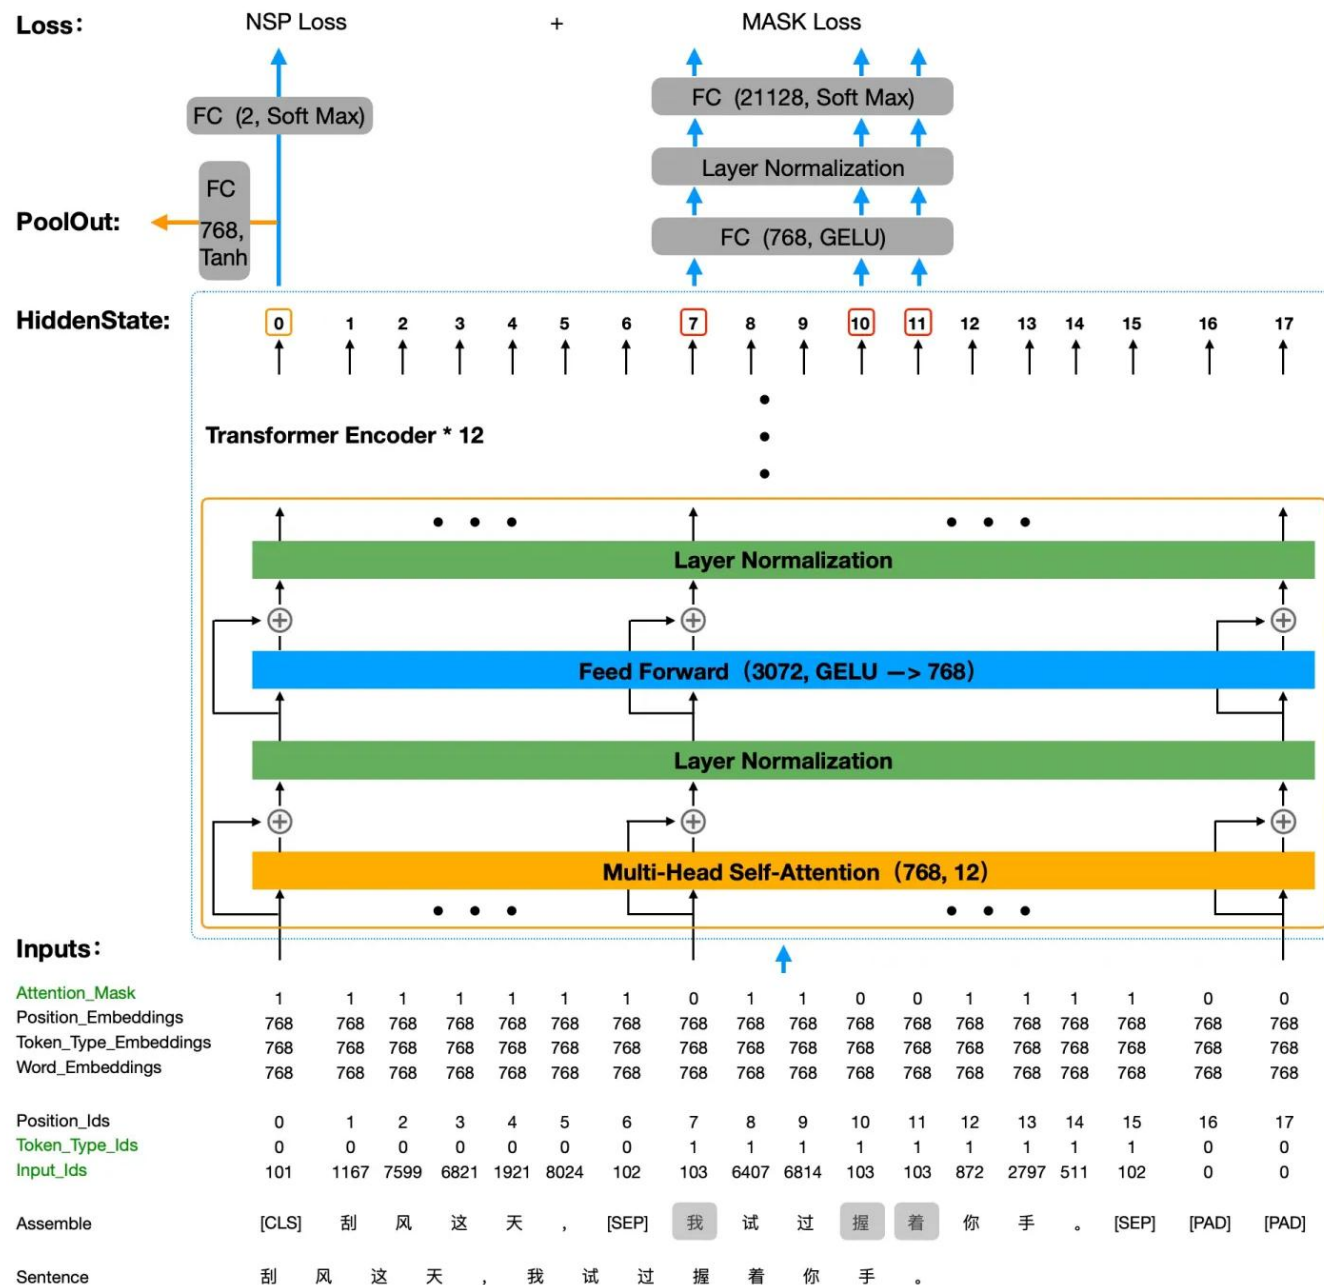 Loss: NSP Loss + MASK Loss
FC (2, Soft Max)
FC (21128, Soft Max)
Layer Normalization
FC (768, GELU)
PoolOut:
FC
768,
Tanh
HiddenState: 0 1 2 3 4 5 6 7 8 9 10 11 12 13 14 15 16 17
Transformer Encoder * 12
Layer Normalization
Feed Forward (3072, GELU —> 768)
Layer Normalization
Multi-Head Self-Attention (768, 12)
Inputs:
Attention_Mask 1 1 1 1 1 1 1 0 1 1 0 0 1 1 1 1 0 0
Position_Embeddings 768 768 768 768 768 768 768 768 768 768 768 768 768 768 768 768 768 768
Token_Type_Embeddings 768 768 768 768 768 768 768 768 768 768 768 768 768 768 768 768 768 768
Word_Embeddings 768 768 768 768 768 768 768 768 768 768 768 768 768 768 768 768 768 768
Position_Ids 0 1 2 3 4 5 6 7 8 9 10 11 12 13 14 15 16 17
Token_Type_Ids 0 0 0 0 0 0 0 1 1 1 1 1 1 1 1 1 0 0
Input_Ids 101 1167 7599 6821 1921 8024 102 103 6407 6814 103 103 872 2797 511 102 0 0
Assemble [CLS] 刮 风 这 天 , [SEP] 我 试 过 握 着 你 手 。 [SEP] [PAD] [PAD]
Sentence 刮 风 这 天 , 我 试 过 握 着 你 手 。